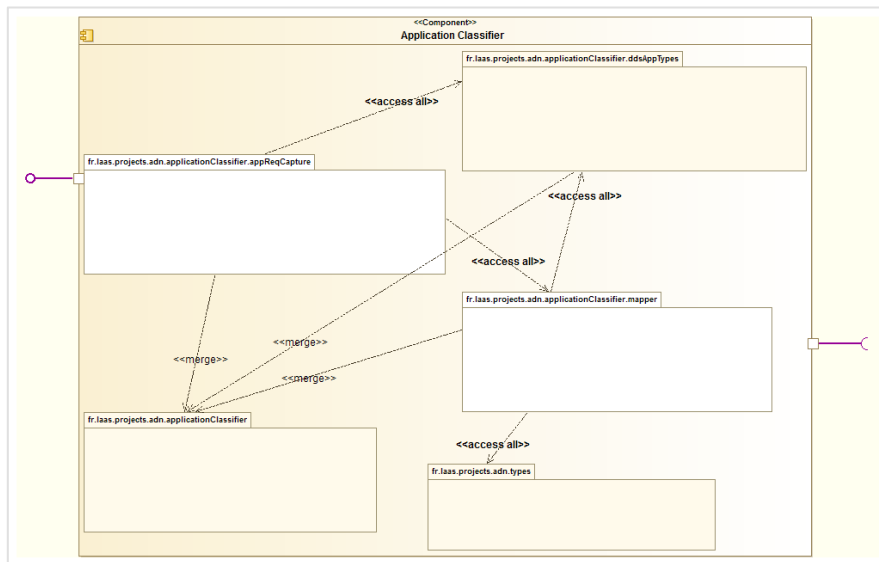 <<Component>>
Application Classifier
fr.laas.projects.adn.applicationClassifier.ddsAppTypes
<<access all>>
fr.laas.projects.adn.applicationClassifier.appReqCapture
<<access all>>
<<access all>>
fr.laas.projects.adn.applicationClassifier.mapper
<<merge>>
<<merge>>
<<merge>>
fr.laas.projects.adn.applicationClassifier
<<access all>>
fr.laas.projects.adn.types